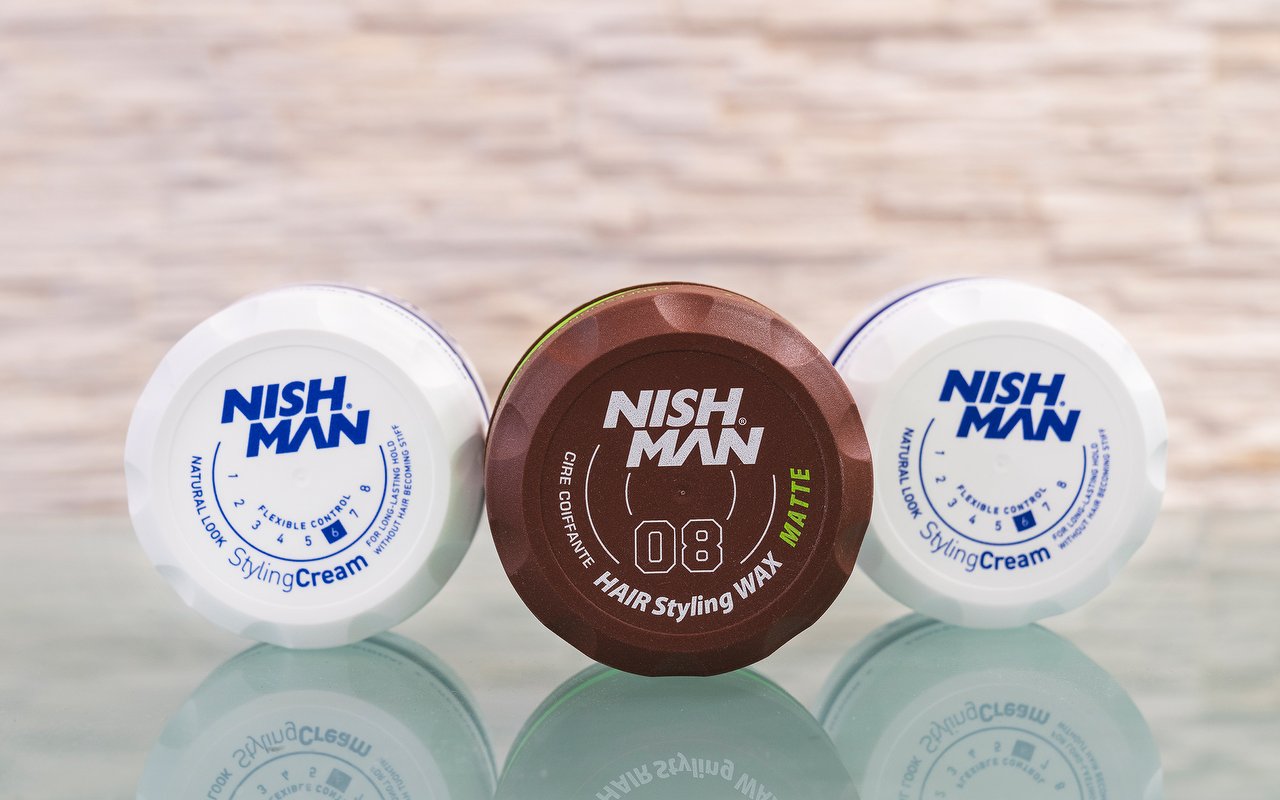 NISH
MAN®
1 2 3 4 5 6 7 8
FLEXIBLE CONTROL
NATURAL LOOK
StylingCream
FOR LONG-LASTING HOLD
WITHOUT HAIR BECOMING STIFF
NISH
MAN®
08
CIRE COIFFANTE
HAIR Styling WAX
MATTE
NISH
MAN®
1 2 3 4 5 6 7 8
FLEXIBLE CONTROL
NATURAL LOOK
StylingCream
FOR LONG-LASTING HOLD
WITHOUT HAIR BECOMING STIFF